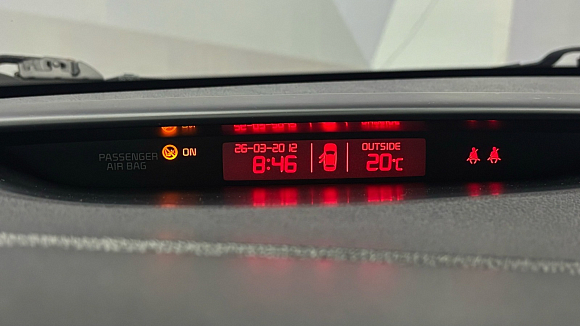 PASSENGER
AIR BAG
ON
26-03-2012
8:46
OUTSIDE
20°C